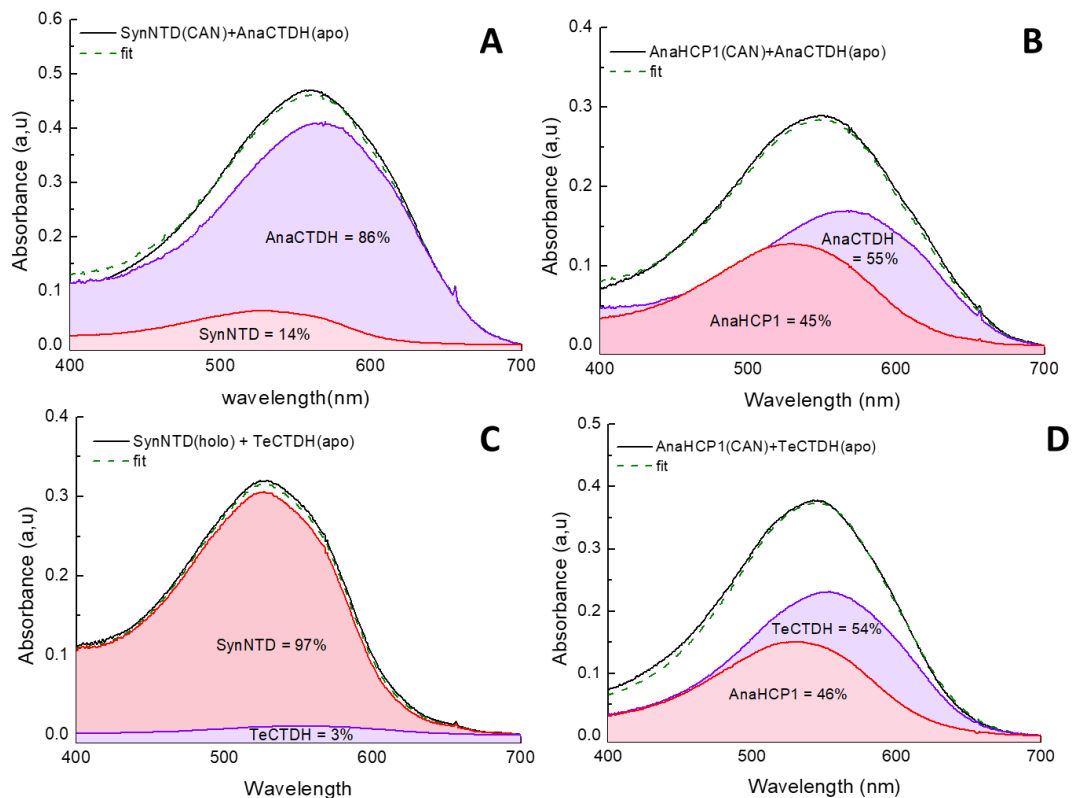 A
SynNTD(CAN)+AnaCTDH(apo)
fit
Absorbance (a,u)
0.6
0.5
0.4
0.3
0.2
0.1
0.0
AnaCTDH = 86%
SynNTD = 14%
400 500 600 700
wavelength(nm)
B
AnaHCP1(CAN)+AnaCTDH(apo)
fit
Absorbance (a,u)
0.4
0.3
0.2
0.1
0.0
AnaCTDH
= 55%
AnaHCP1 = 45%
400 500 600 700
Wavelength (nm)
C
SynNTD(holo) + TeCTDH(apo)
fit
Absorbance (a,u)
0.4
0.3
0.2
0.1
0.0
SynNTD = 97%
TeCTDH = 3%
400 500 600 700
Wavelength
D
AnaHCP1(CAN)+TeCTDH(apo)
fit
Absorbance (a,u)
0.5
0.4
0.3
0.2
0.1
0.0
TeCTDH = 54%
AnaHCP1 = 46%
400 500 600 700
Wavelength (nm)